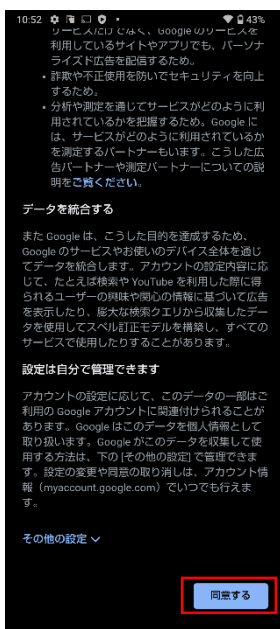 10:52 43%
サービスだけでなく、Google のサービスを
利用しているサイトやアプリでも、パーソナ
ライズド広告を配信するため。
• 詐欺や不正使用を防いでセキュリティを向上
するため。
• 分析や測定を通じてサービスがどのように利
用されているかを把握するため。Google に
は、サービスがどのように利用されているか
を測定するパートナーもいます。こうした広
告パートナーや測定パートナーについての説
明をご覧ください。
データを統合する
また Google は、こうした目的を達成するため、
Google のサービスやお使いのデバイス全体を通じ
てデータを統合します。アカウントの設定内容に応
じて、たとえば検索や YouTube を利用した際に得
られるユーザーの興味や関心の情報に基づいて広告
を表示したり、膨大な検索クエリから収集したデー
タを使用してスペル訂正モデルを構築し、すべての
サービスで使用したりすることがあります。
設定は自分で管理できます
アカウントの設定に応じて、このデータの一部はご
利用の Google アカウントに関連付けられることが
あります。Google はこのデータを個人情報として
取り扱います。Google がこのデータを収集して使
用する方法は、下の [その他の設定] で管理できま
す。設定の変更や同意の取り消しは、アカウント情
報（myaccount.google.com）でいつでも行えま
す。
その他の設定
同意する